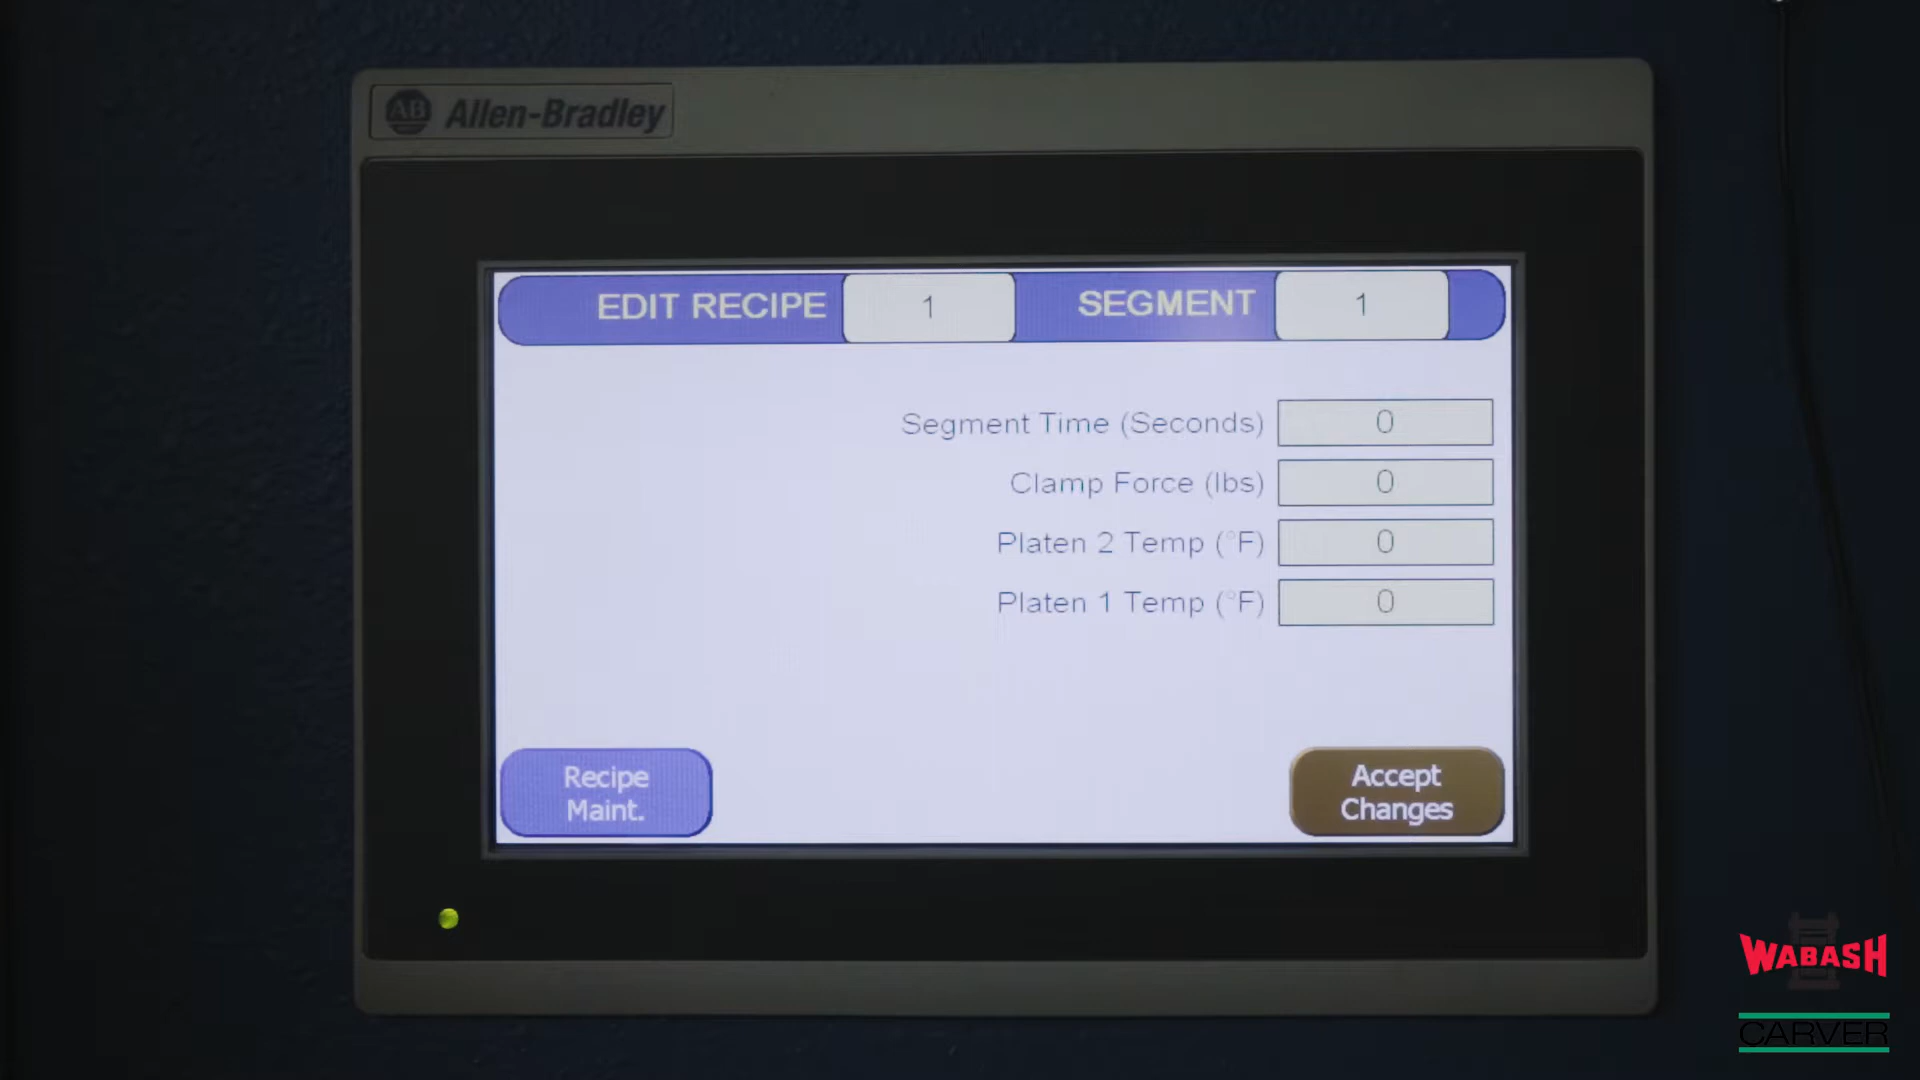 AB Allen-Bradley
EDIT RECIPE 1 SEGMENT 1
Segment Time (Seconds) 0
Clamp Force (lbs) 0
Platen 2 Temp (°F) 0
Platen 1 Temp (°F) 0
Recipe
Maint.
Accept
Changes
WABASH
CARVER